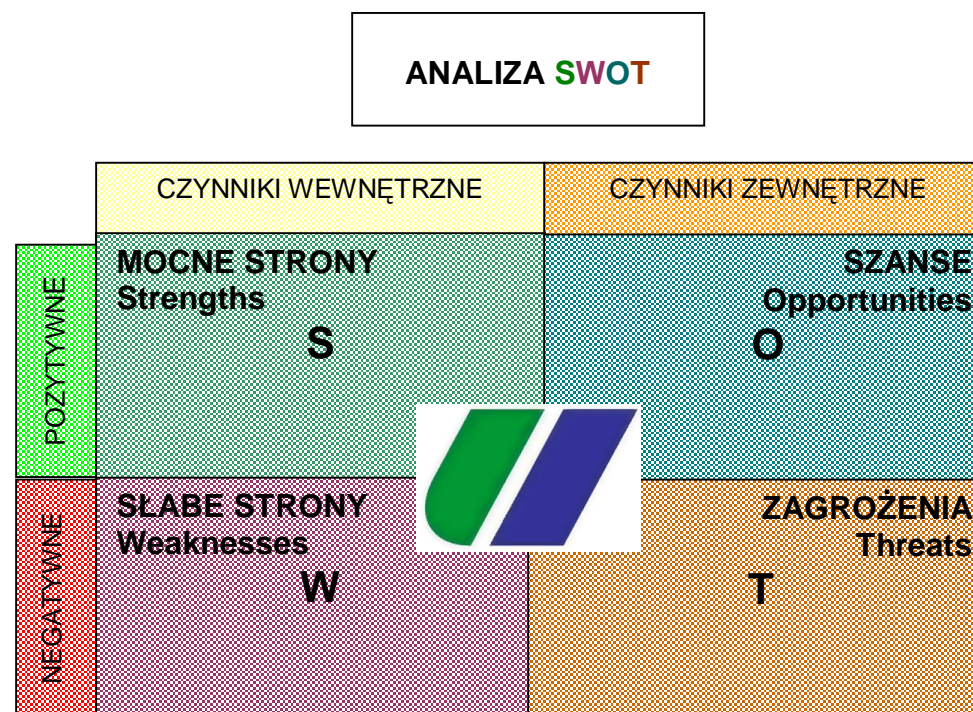 ANALIZA SWOT
CZYNNIKI WEWNĘTRZNE
CZYNNIKI ZEWNĘTRZNE
POZYTYWNE
MOCNE STRONY
Strengths
S
SZANSE
Opportunities
O
NEGATYWNE
SŁABE STRONY
Weaknesses
W
ZAGROŻENIA
Threats
T